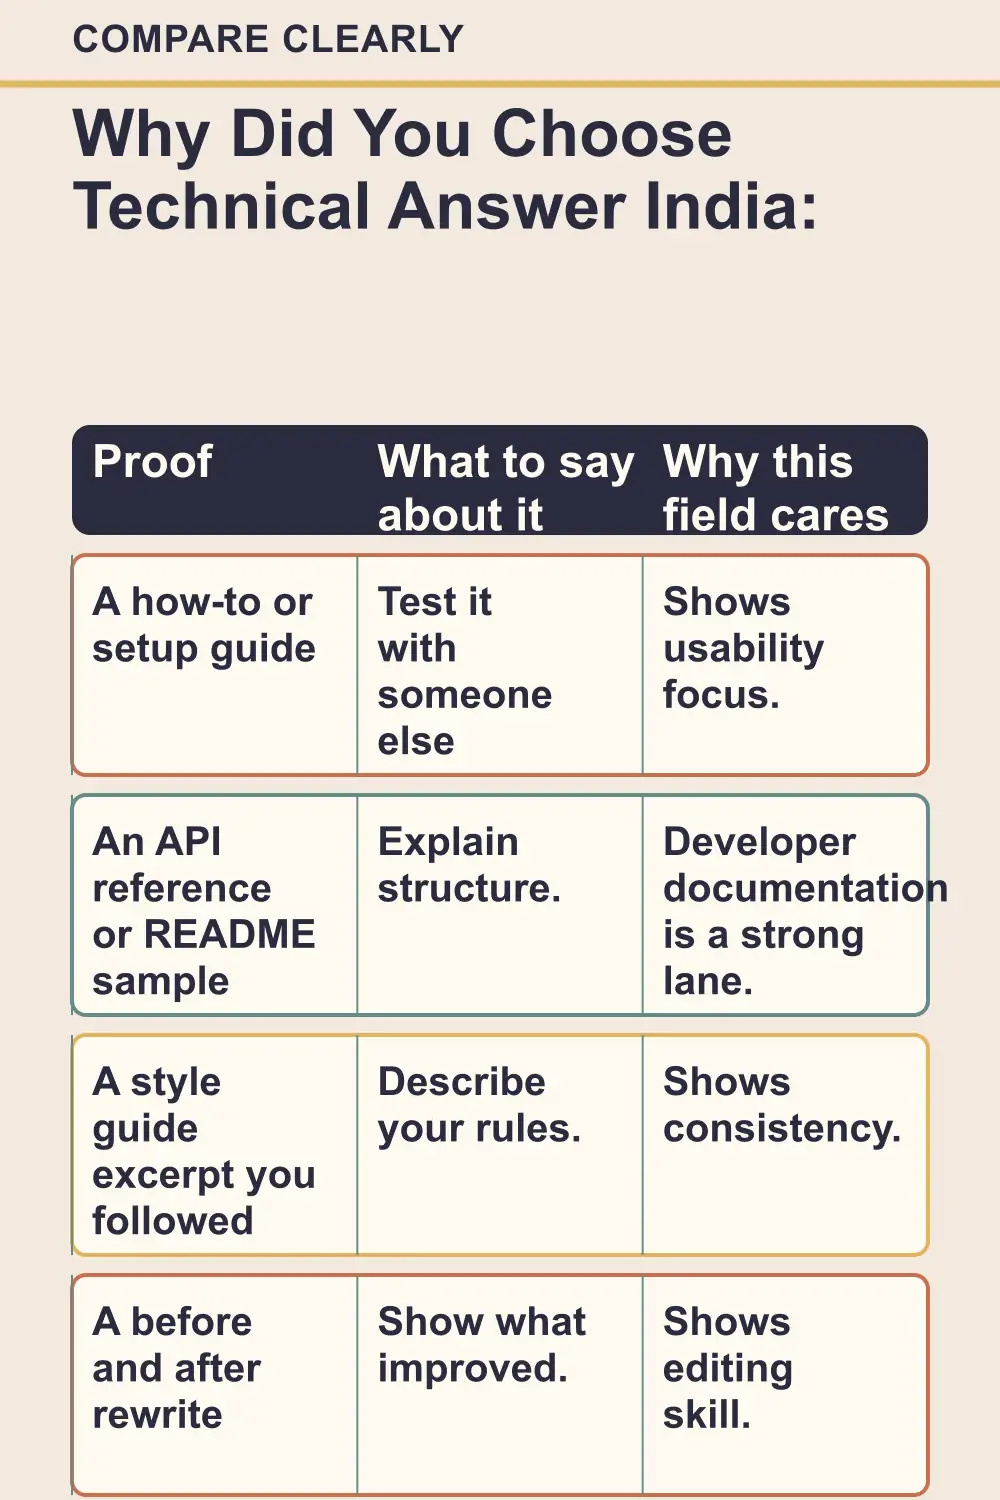 COMPARE CLEARLY
Why Did You Choose
Technical Answer India:
Proof
What to say
about it
Why this
field cares
A how-to or
setup guide
Test it
with
someone
else
Shows
usability
focus.
An API
reference
or README
sample
Explain
structure.
Developer
documentation
is a strong
lane.
A style
guide
excerpt you
followed
Describe
your rules.
Shows
consistency.
A before
and after
rewrite
Show what
improved.
Shows
editing
skill.